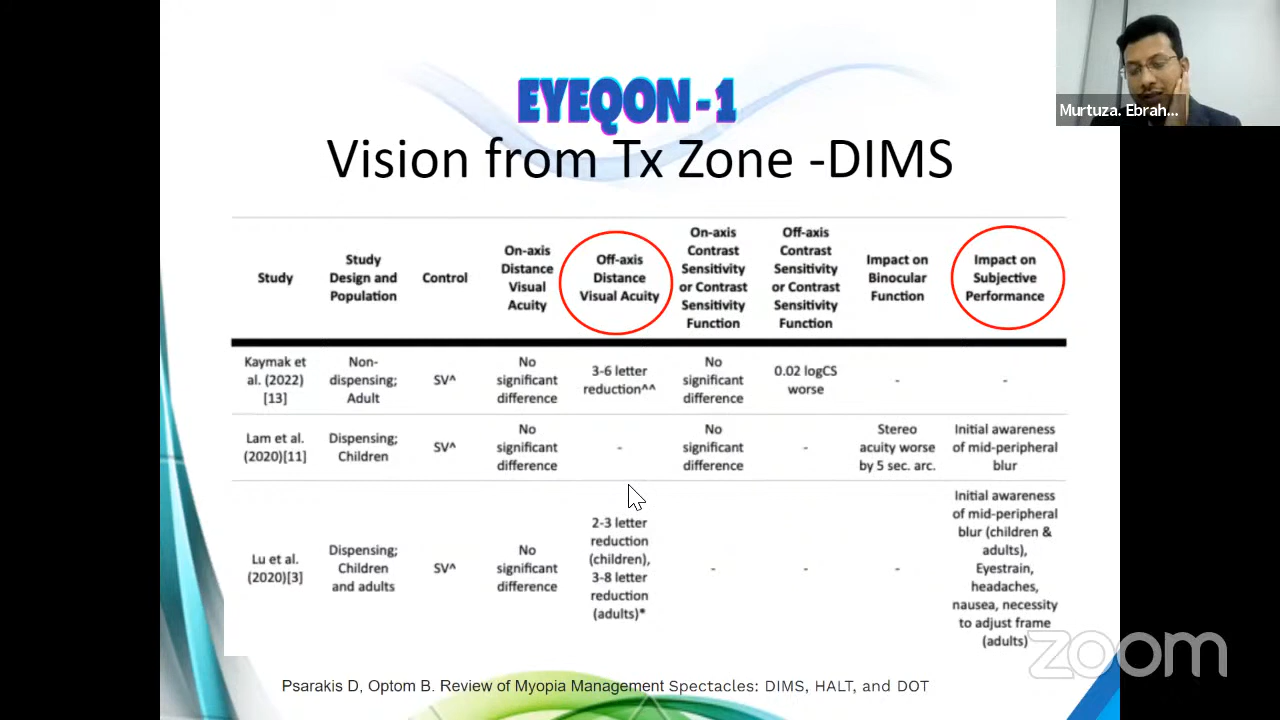 EYEQON-1
Murtuza. Ebrah...
Vision from Tx Zone -DIMS
Study
Study
Design and
Population
Control
On-axis
Distance
Visual
Acuity
Off-axis
Distance
Visual Acuity
On-axis
Contrast
Sensitivity
or Contrast
Sensitivity
Function
Off-axis
Contrast
Sensitivity
or Contrast
Sensitivity
Function
Impact on
Binocular
Function
Impact on
Subjective
Performance
Kaymak et
al. (2022)
[13]
Non-
dispensing;
Adult
SV^
No
significant
difference
3-6 letter
reduction^^
No
significant
difference
0.02 logCS
worse
-
-
Lam et al.
(2020)[11]
Dispensing;
Children
SV^
No
significant
difference
-
No
significant
difference
-
Stereo
acuity worse
by 5 sec. arc.
Initial awareness
of mid-peripheral
blur
Lu et al.
(2020)[3]
Dispensing;
Children
and adults
SV^
No
significant
difference
2-3 letter
reduction
(children),
3-8 letter
reduction
(adults)*
-
-
-
Initial awareness
of mid-peripheral
blur (children &
adults),
Eyestrain,
headaches,
nausea, necessity
to adjust frame
(adults)
zoom
Psarakis D, Optom B. Review of Myopia Management Spectacles: DIMS, HALT, and DOT